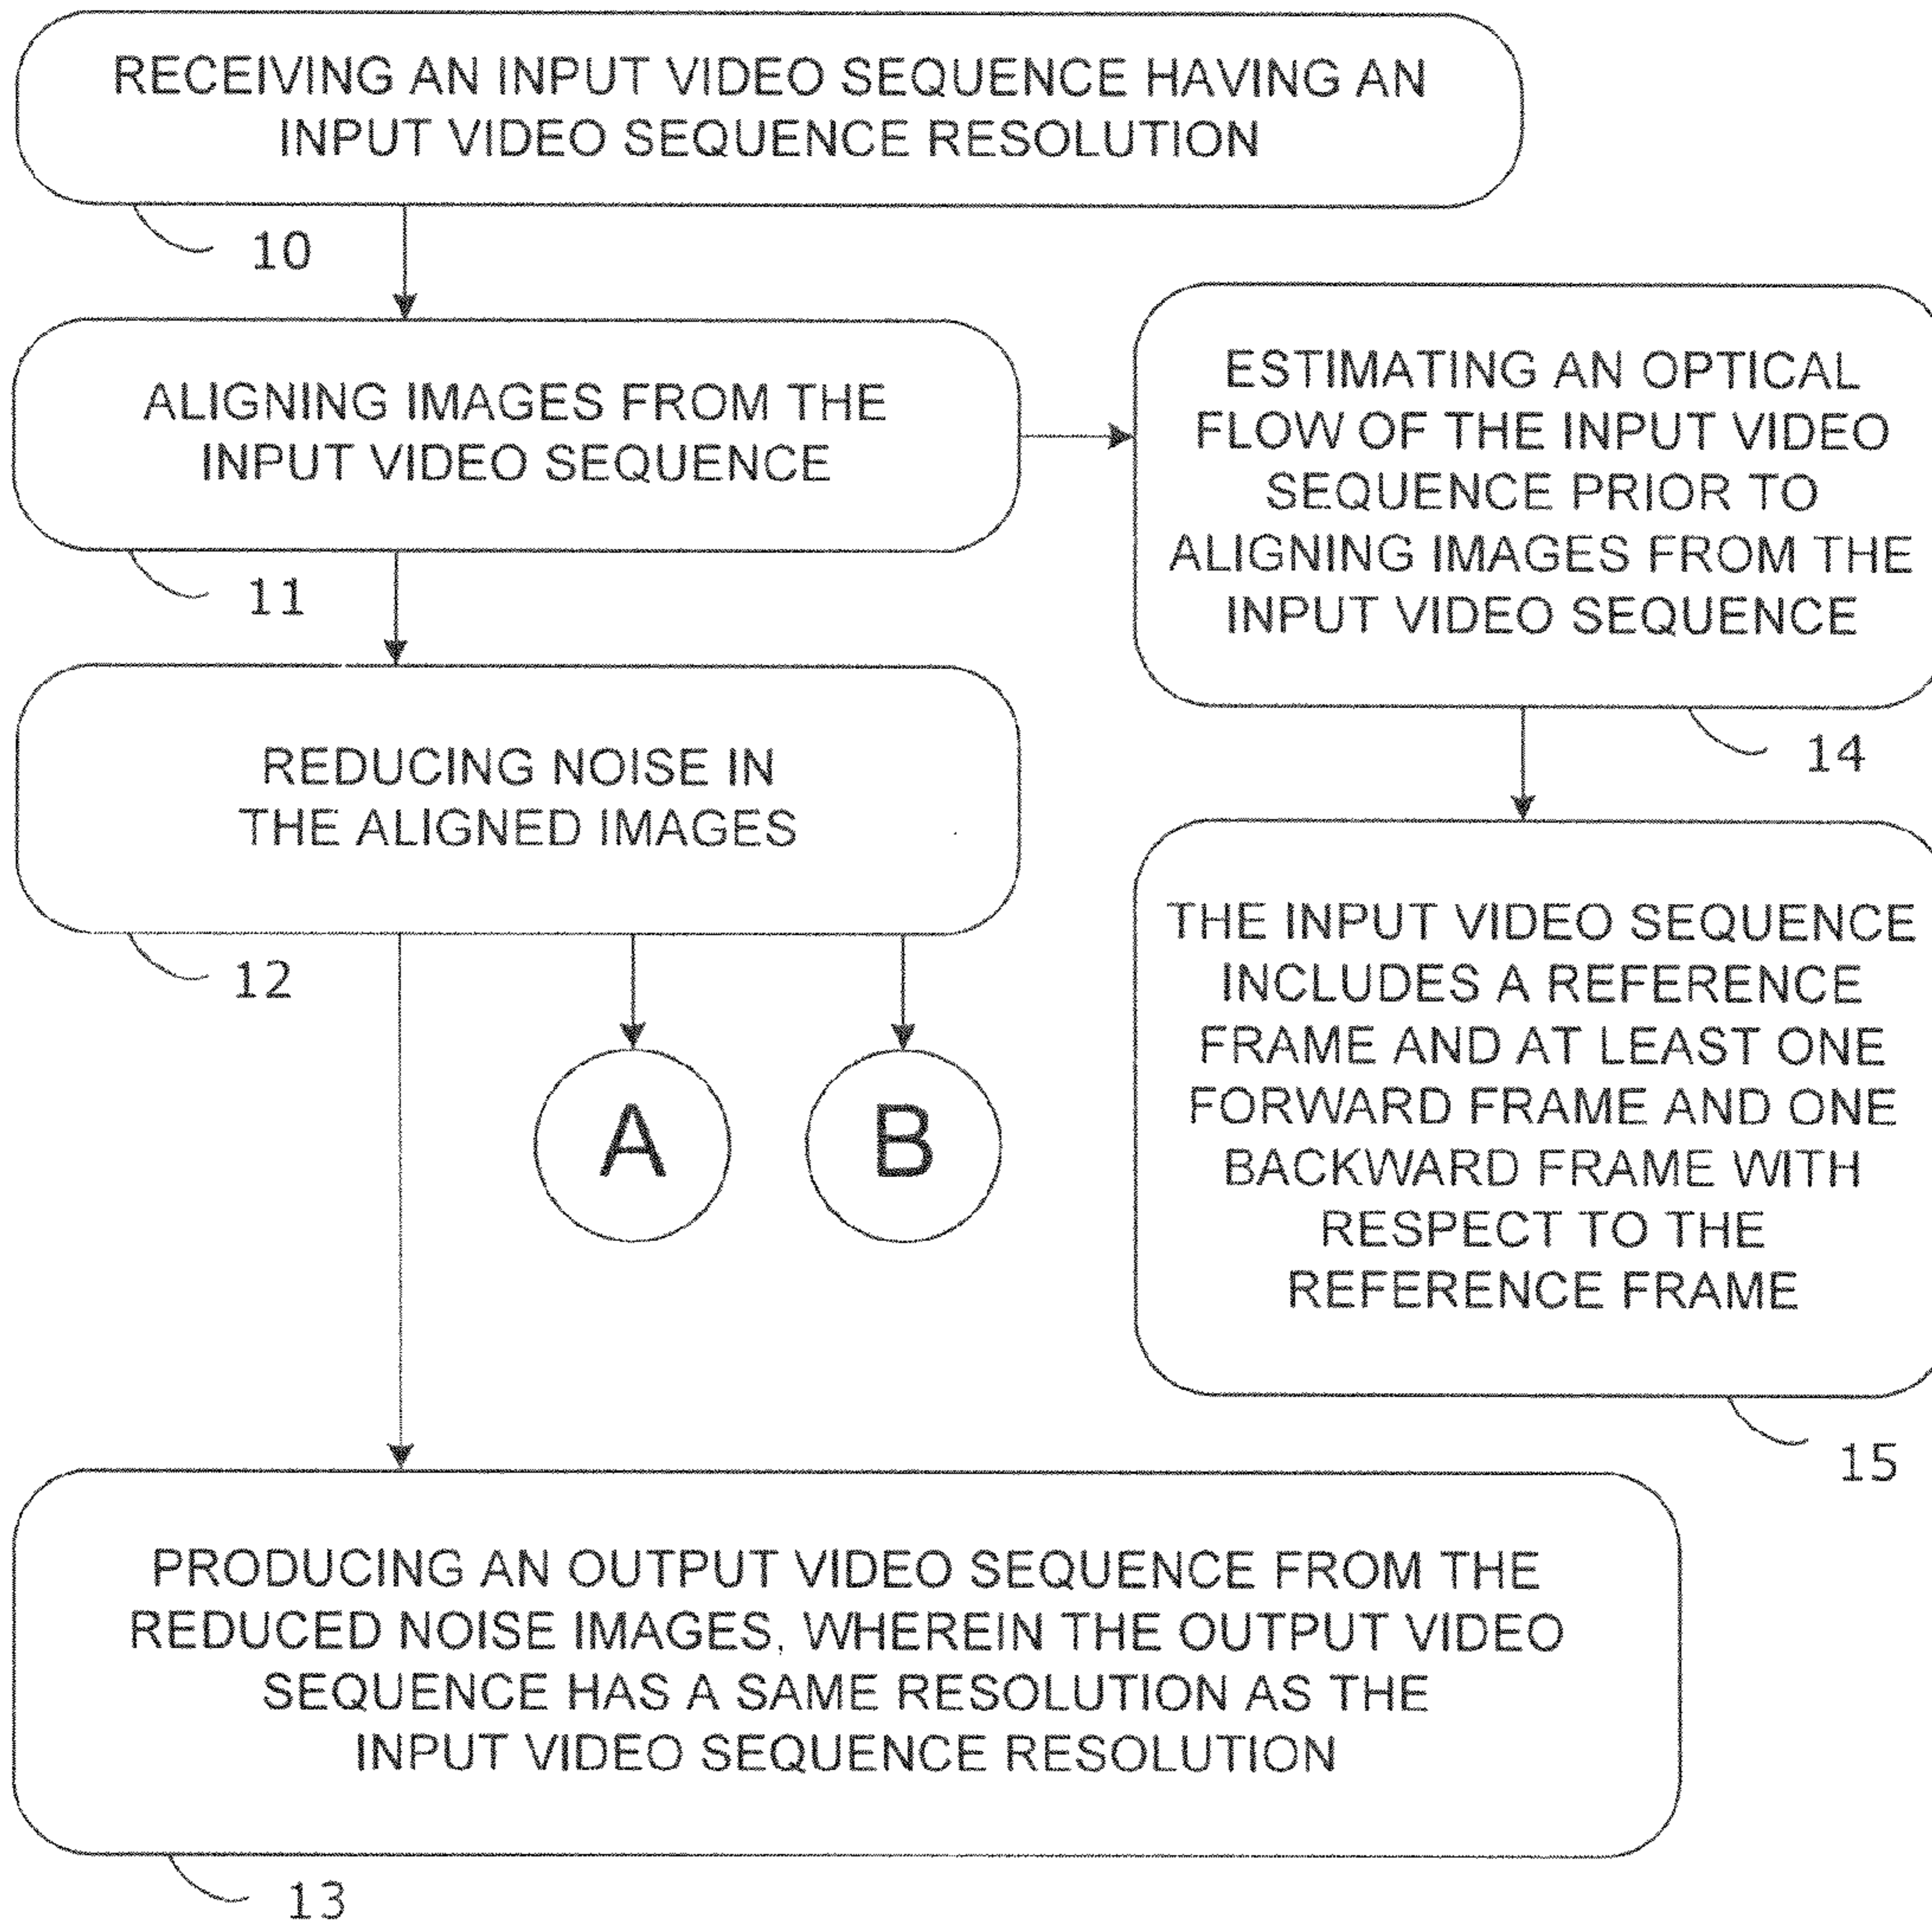 RECEIVING AN INPUT VIDEO SEQUENCE HAVING AN
INPUT VIDEO SEQUENCE RESOLUTION
10
ALIGNING IMAGES FROM THE
INPUT VIDEO SEQUENCE
11
ESTIMATING AN OPTICAL
FLOW OF THE INPUT VIDEO
SEQUENCE PRIOR TO
ALIGNING IMAGES FROM THE
INPUT VIDEO SEQUENCE
14
REDUCING NOISE IN
THE ALIGNED IMAGES
12
A
B
THE INPUT VIDEO SEQUENCE
INCLUDES A REFERENCE
FRAME AND AT LEAST ONE
FORWARD FRAME AND ONE
BACKWARD FRAME WITH
RESPECT TO THE
REFERENCE FRAME
15
PRODUCING AN OUTPUT VIDEO SEQUENCE FROM THE
REDUCED NOISE IMAGES, WHEREIN THE OUTPUT VIDEO
SEQUENCE HAS A SAME RESOLUTION AS THE
INPUT VIDEO SEQUENCE RESOLUTION
13